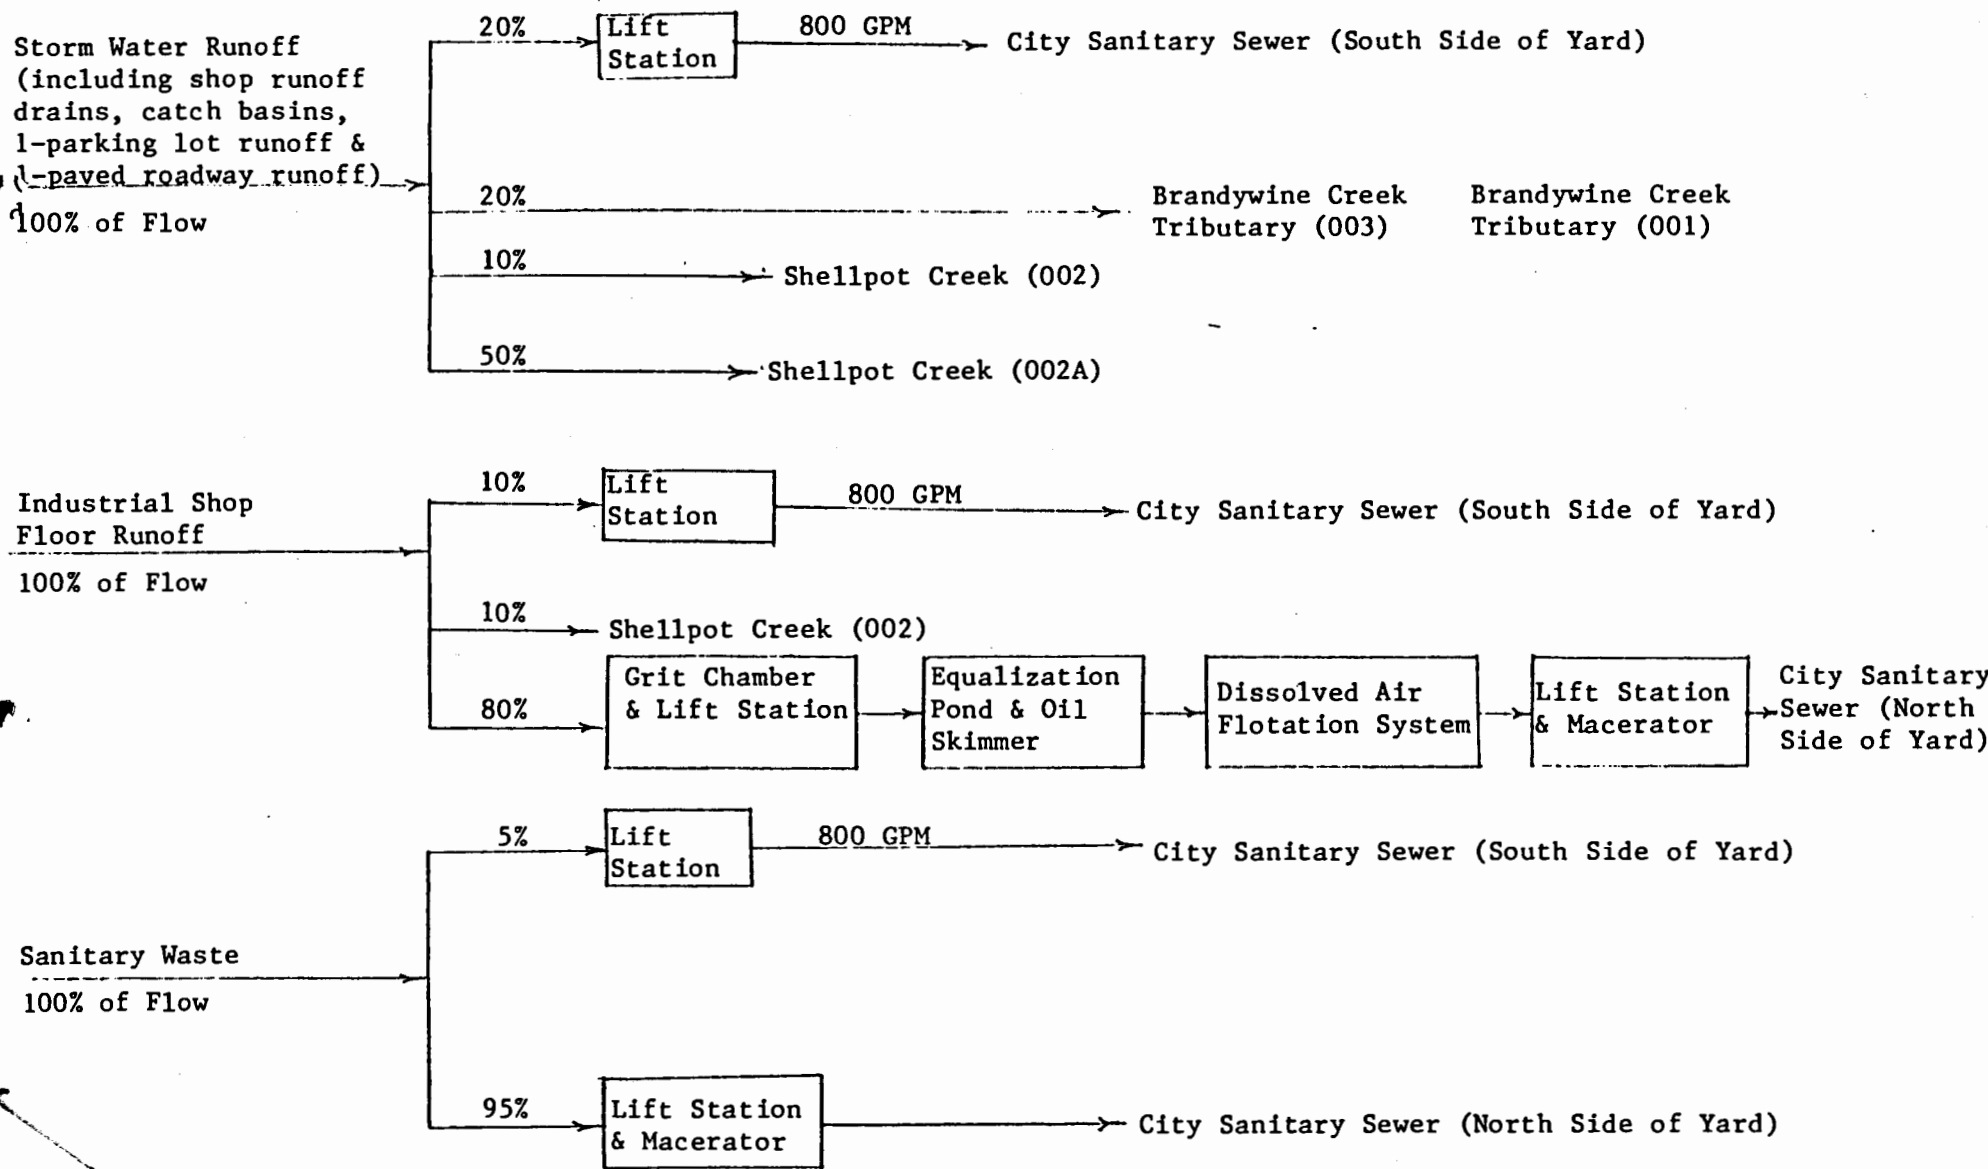 Storm Water Runoff
(including shop runoff
drains, catch basins,
1-parking lot runoff &
1-paved roadway runoff)
100% of Flow
20%
Lift
Station
800 GPM
City Sanitary Sewer (South Side of Yard)
20%
Brandywine Creek
Tributary (003)
Brandywine Creek
Tributary (001)
10%
Shellpot Creek (002)
50%
Shellpot Creek (002A)
Industrial Shop
Floor Runoff
100% of Flow
10%
Lift
Station
800 GPM
City Sanitary Sewer (South Side of Yard)
10%
Shellpot Creek (002)
80%
Grit Chamber
& Lift Station
Equalization
Pond & Oil
Skimmer
Dissolved Air
Flotation System
Lift Station
& Macerator
City Sanitary
Sewer (North
Side of Yard)
Sanitary Waste
100% of Flow
5%
Lift
Station
800 GPM
City Sanitary Sewer (South Side of Yard)
95%
Lift Station
& Macerator
City Sanitary Sewer (North Side of Yard)